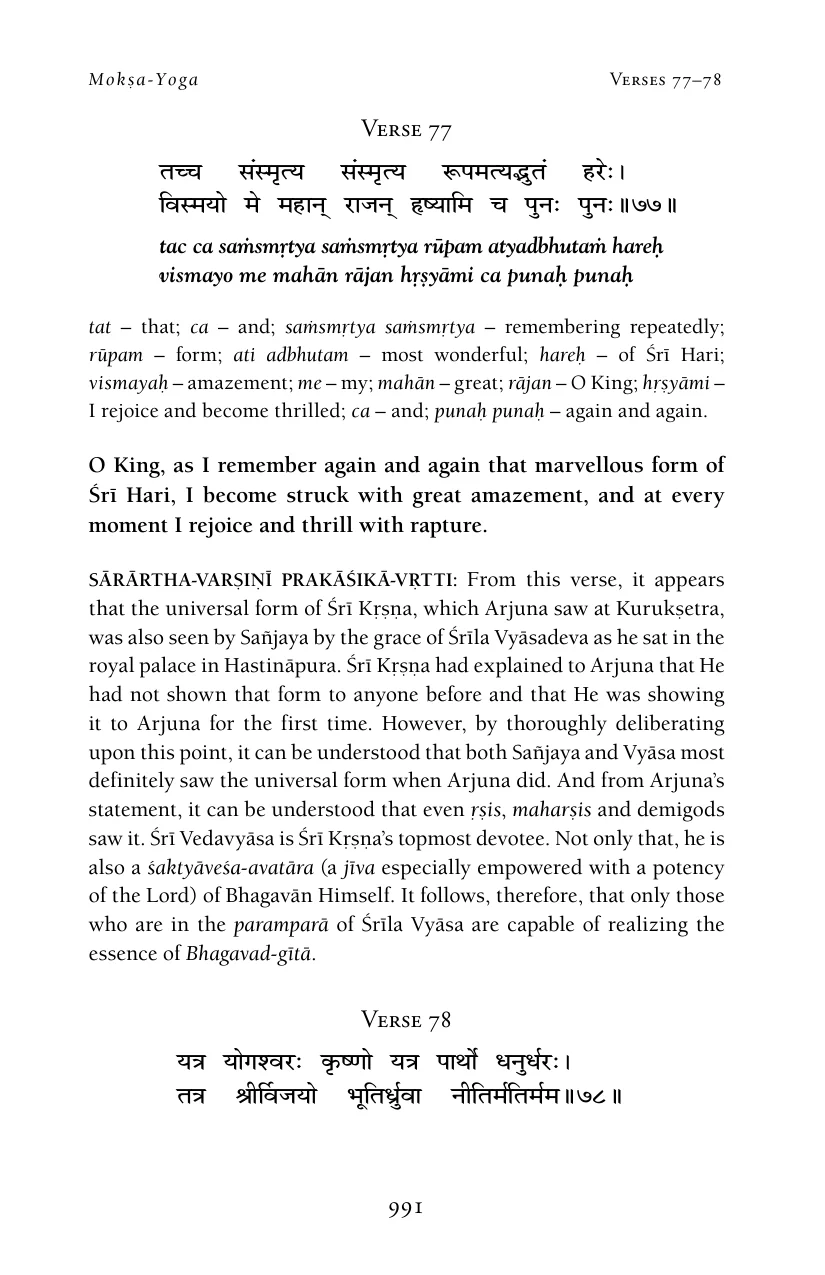 Mokṣa-Yoga Verses 77–78
Verse 77
तच्च संस्मृत्य संस्मृत्य रूपमत्यद्भुतं हरेः।
विस्मयो मे महान् राजन् हृष्यामि च पुनः पुनः॥७७॥
tac ca saṁsmṛtya saṁsmṛtya rūpam atyadbhutaṁ hareḥ
vismayo me mahān rājan hṛṣyāmi ca punaḥ punaḥ
tat – that; ca – and; saṁsmṛtya saṁsmṛtya – remembering repeatedly;
rūpam – form; ati adbhutam – most wonderful; hareḥ – of Śrī Hari;
vismayaḥ – amazement; me – my; mahān – great; rājan – O King; hṛṣyāmi –
I rejoice and become thrilled; ca – and; punaḥ punaḥ – again and again.
O King, as I remember again and again that marvellous form of
Śrī Hari, I become struck with great amazement, and at every
moment I rejoice and thrill with rapture.
SĀRĀRTHA-VARṢIṆĪ PRAKĀŚIKĀ-VṚTTI: From this verse, it appears
that the universal form of Śrī Kṛṣṇa, which Arjuna saw at Kurukṣetra,
was also seen by Sañjaya by the grace of Śrīla Vyāsadeva as he sat in the
royal palace in Hastināpura. Śrī Kṛṣṇa had explained to Arjuna that He
had not shown that form to anyone before and that He was showing
it to Arjuna for the first time. However, by thoroughly deliberating
upon this point, it can be understood that both Sañjaya and Vyāsa most
definitely saw the universal form when Arjuna did. And from Arjuna’s
statement, it can be understood that even ṛṣis, maharṣis and demigods
saw it. Śrī Vedavyāsa is Śrī Kṛṣṇa’s topmost devotee. Not only that, he is
also a śaktyāveśa-avatāra (a jīva especially empowered with a potency
of the Lord) of Bhagavān Himself. It follows, therefore, that only those
who are in the paramparā of Śrīla Vyāsa are capable of realizing the
essence of Bhagavad-gītā.
Verse 78
यत्र योगश्वरः कृष्णो यत्र पार्थो धनुर्धरः।
तत्र श्रीर्विजयो भूतिर्ध्रुवा नीतिर्मतिर्मम॥७८॥
991